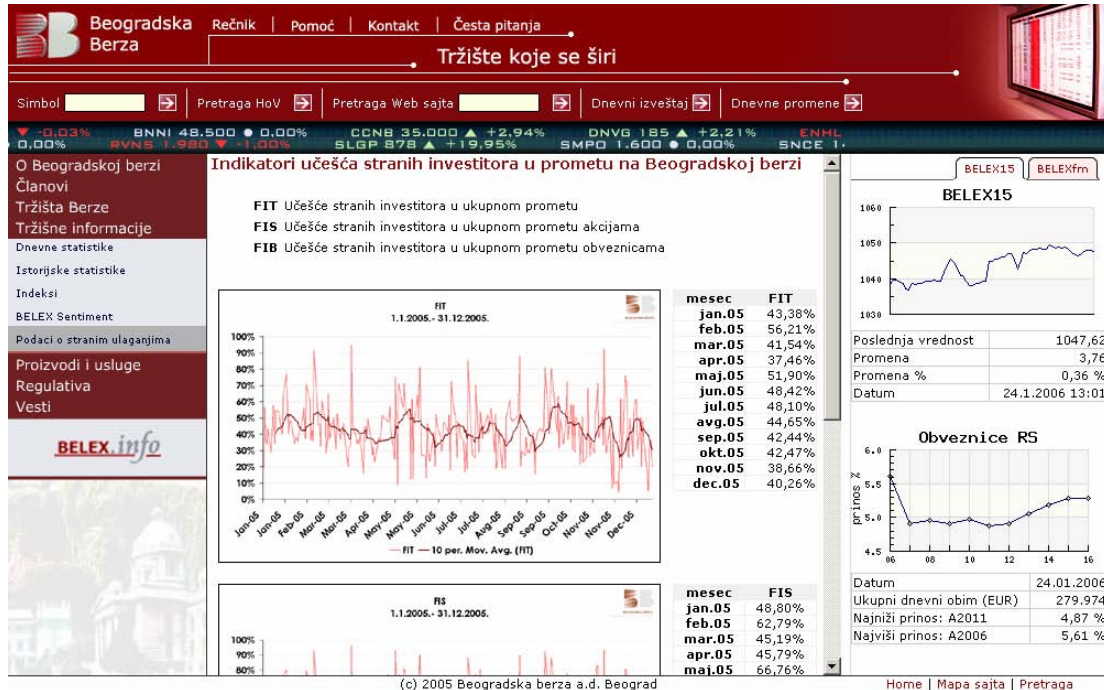 Beogradska Berza
Rečnik | Pomoć | Kontakt | Česta pitanja
Tržište koje se širi
Simbol
Pretraga HoV
Pretraga Web sajta
Dnevni izveštaj
Dnevne promene
▼ -0,03% BNNI 48.500 ● 0,00% CCNB 35.000 ▲ +2,94% DNVG 185 ▲ +2,21% ENHL
0,00% RVNS 1.980 ▼ -1,00% SLGP 878 ▲ +19,95% SMPO 1.600 ● 0,00% SNCE
O Beogradskoj berzi
Članovi
Tržišta Berze
Tržišne informacije
Dnevne statistike
Istorijske statistike
Indeksi
BELEX Sentiment
Podaci o stranim ulaganjima
Proizvodi i usluge
Regulativa
Vesti
BELEX.info
Indikatori učešća stranih investitora u prometu na Beogradskoj berzi
FIT Učešće stranih investitora u ukupnom prometu
FIS Učešće stranih investitora u ukupnom prometu akcijama
FIB Učešće stranih investitora u ukupnom prometu obveznicama
FIT
1.1.2005.- 31.12.2005.
100%
90%
80%
70%
60%
50%
40%
30%
20%
10%
0%
Jan-05 Jan-05 Feb-05 Mar-05 Mar-05 Apr-05 May-05 May-05 Jun-05 Jul-05 Jul-05 Aug-05 Sep-05 Sep-05 Oct-05 Nov-05 Nov-05 Dec-05
FIT 10 per. Mov. Avg. (FIT)
mesec FIT
jan.05 43,38%
feb.05 56,21%
mar.05 41,54%
apr.05 37,46%
maj.05 51,90%
jun.05 48,42%
jul.05 48,10%
avg.05 44,65%
sep.05 42,44%
okt.05 42,47%
nov.05 38,66%
dec.05 40,26%
FIS
1.1.2005.- 31.12.2005.
100%
90%
80%
mesec FIS
jan.05 48,80%
feb.05 62,79%
mar.05 45,19%
apr.05 45,79%
maj.05 66,76%
BELEX15 BELEXfm
BELEX15
1060
1050
1040
1030
Poslednja vrednost 1047,62
Promena 3,76
Promena % 0,36 %
Datum 24.1.2006 13:01
Obveznice RS
prinos %
6.0
5.5
5.0
4.5
06 08 10 12 14 16
Datum 24.01.2006
Ukupni dnevni obim (EUR) 279.974
Najniži prinos: A2011 4,87 %
Najviši prinos: A2006 5,61 %
(c) 2005 Beogradska berza a.d. Beograd
Home | Mapa sajta | Pretraga